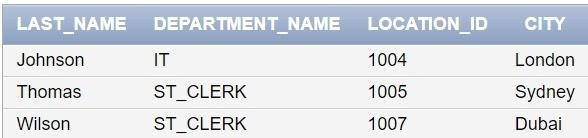 LAST_NAME DEPARTMENT_NAME LOCATION_ID CITY
Johnson IT 1004 London
Thomas ST_CLERK 1005 Sydney
Wilson ST_CLERK 1007 Dubai